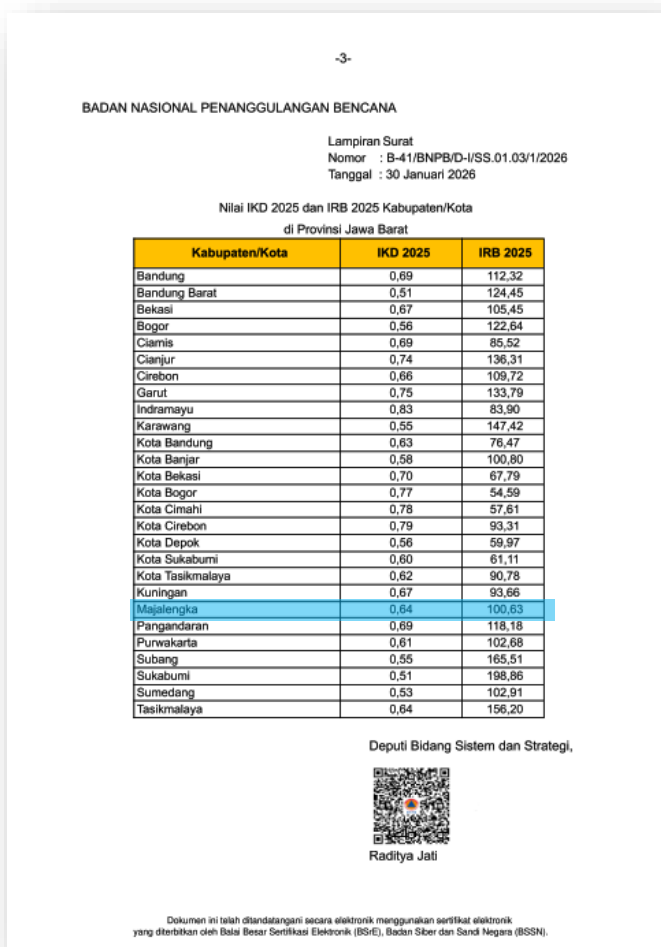 -3-
BADAN NASIONAL PENANGGULANGAN BENCANA
Lampiran Surat
Nomor : B-41/BNPB/D-I/SS.01.03/1/2026
Tanggal : 30 Januari 2026
Nilai IKD 2025 dan IRB 2025 Kabupaten/Kota
di Provinsi Jawa Barat
Kabupaten/Kota IKD 2025 IRB 2025
Bandung 0,69 112,32
Bandung Barat 0,51 124,45
Bekasi 0,67 105,45
Bogor 0,56 122,64
Ciamis 0,69 85,52
Cianjur 0,74 136,31
Cirebon 0,66 109,72
Garut 0,75 133,79
Indramayu 0,83 83,90
Karawang 0,55 147,42
Kota Bandung 0,63 76,47
Kota Banjar 0,58 100,80
Kota Bekasi 0,70 67,79
Kota Bogor 0,77 54,59
Kota Cimahi 0,78 57,61
Kota Cirebon 0,79 93,31
Kota Depok 0,56 59,97
Kota Sukabumi 0,60 61,11
Kota Tasikmalaya 0,62 90,78
Kuningan 0,67 93,66
Majalengka 0,64 100,63
Pangandaran 0,69 118,18
Purwakarta 0,61 102,68
Subang 0,55 165,51
Sukabumi 0,51 198,86
Sumedang 0,53 102,91
Tasikmalaya 0,64 156,20
Deputi Bidang Sistem dan Strategi,
Raditya Jati
Dokumen ini telah ditandatangani secara elektronik menggunakan sertifikat elektronik
yang diterbitkan oleh Balai Besar Sertifikasi Elektronik (BSrE), Badan Siber dan Sandi Negara (BSSN).